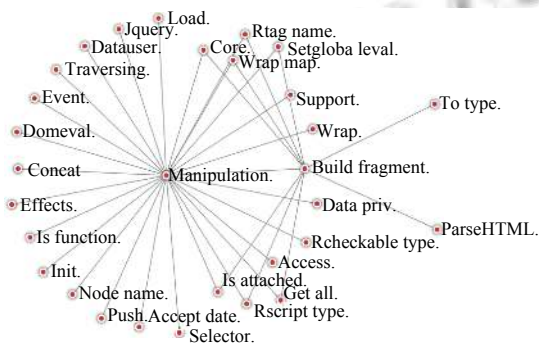 Load.
Jquery.
Rtag name.
Datauser.
Core.
Setgloba leval.
Wrap map.
Traversing.
Event.
Support.
To type.
Domeval.
Wrap.
Concat
Manipulation.
Build fragment.
Effects.
Data priv.
Is function.
ParseHTML.
Rcheckable type.
Init.
Access.
Is attached.
Node name.
Get all.
Rscript type.
Push.
Accept date.
Selector.